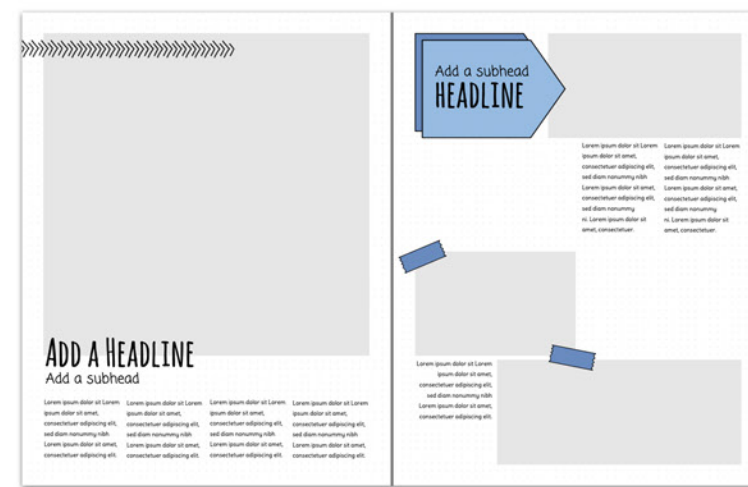 Add a Headline
Add a subhead
Lorem ipsum dolor sit Lorem
ipsum dolor sit amet,
consectetuer adipiscing elit,
sed diam nonummy nibh
Lorem ipsum dolor sit amet,
consectetuer adipiscing elit.
Lorem ipsum dolor sit Lorem
ipsum dolor sit amet,
consectetuer adipiscing elit,
sed diam nonummy nibh
Lorem ipsum dolor sit amet,
consectetuer adipiscing elit.
Lorem ipsum dolor sit Lorem
ipsum dolor sit amet,
consectetuer adipiscing elit,
sed diam nonummy nibh
Lorem ipsum dolor sit amet,
consectetuer adipiscing elit.
Lorem ipsum dolor sit Lorem
ipsum dolor sit amet,
consectetuer adipiscing elit,
sed diam nonummy nibh
Lorem ipsum dolor sit amet,
consectetuer adipiscing elit.
Add a subhead
HEADLINE
Lorem ipsum dolor sit Lorem
ipsum dolor sit amet,
consectetuer adipiscing elit,
sed diam nonummy nibh
Lorem ipsum dolor sit amet,
consectetuer adipiscing elit,
sed diam nonummy
ni. Lorem ipsum dolor sit
amet, consectetuer.
Lorem ipsum dolor sit Lorem
ipsum dolor sit amet,
consectetuer adipiscing elit,
sed diam nonummy nibh
Lorem ipsum dolor sit amet,
consectetuer adipiscing elit,
sed diam nonummy
ni. Lorem ipsum dolor sit
amet, consectetuer.
Lorem ipsum dolor sit Lorem
ipsum dolor sit amet,
consectetuer adipiscing elit,
sed diam nonummy nibh
Lorem ipsum dolor sit amet,
consectetuer adipiscing elit.